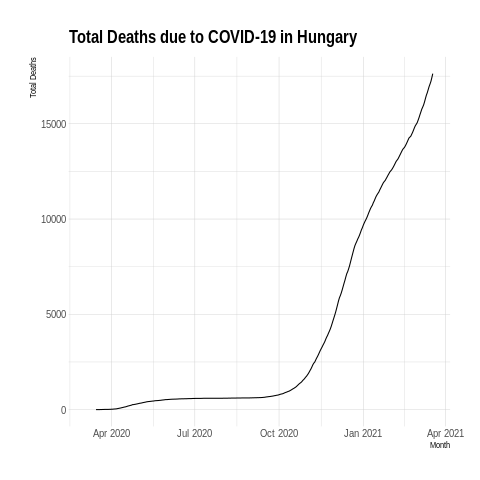 Total Deaths due to COVID-19 in Hungary
Total Deaths
15000
10000
5000
0
Apr 2020 Jul 2020 Oct 2020 Jan 2021 Apr 2021
Month